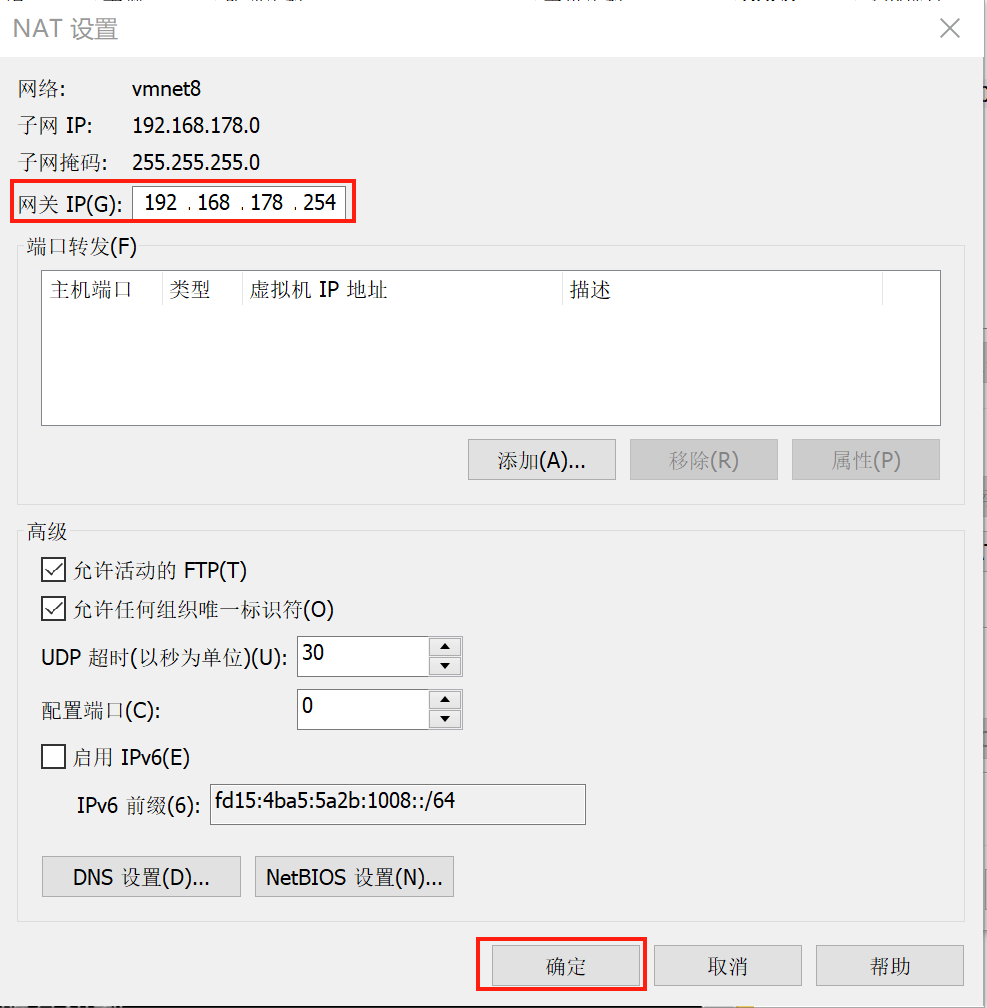 NAT 设置
网络: vmnet8
子网 IP: 192.168.178.0
子网掩码: 255.255.255.0
网关 IP(G): 192 . 168 . 178 . 254
端口转发(F)
主机端口 类型 虚拟机 IP 地址 描述
添加(A)... 移除(R) 属性(P)
高级
允许活动的 FTP(T)
允许任何组织唯一标识符(O)
UDP 超时(以秒为单位)(U): 30
配置端口(C): 0
启用 IPv6(E)
IPv6 前缀(6): fd15:4ba5:5a2b:1008::/64
DNS 设置(D)... NetBIOS 设置(N)...
确定 取消 帮助